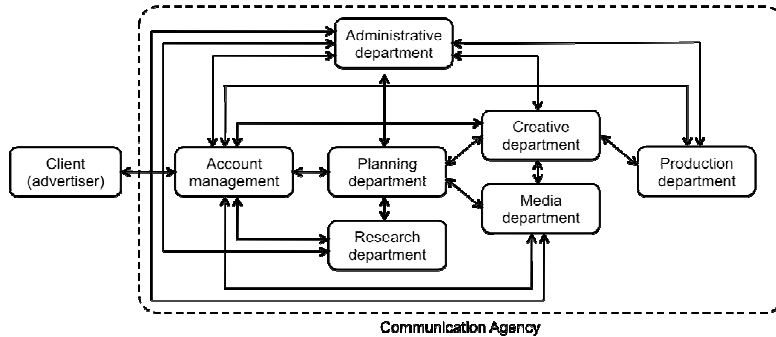 Administrative
department
Client
(advertiser)
Account
management
Planning
department
Creative
department
Production
department
Media
department
Research
department
Communication Agency